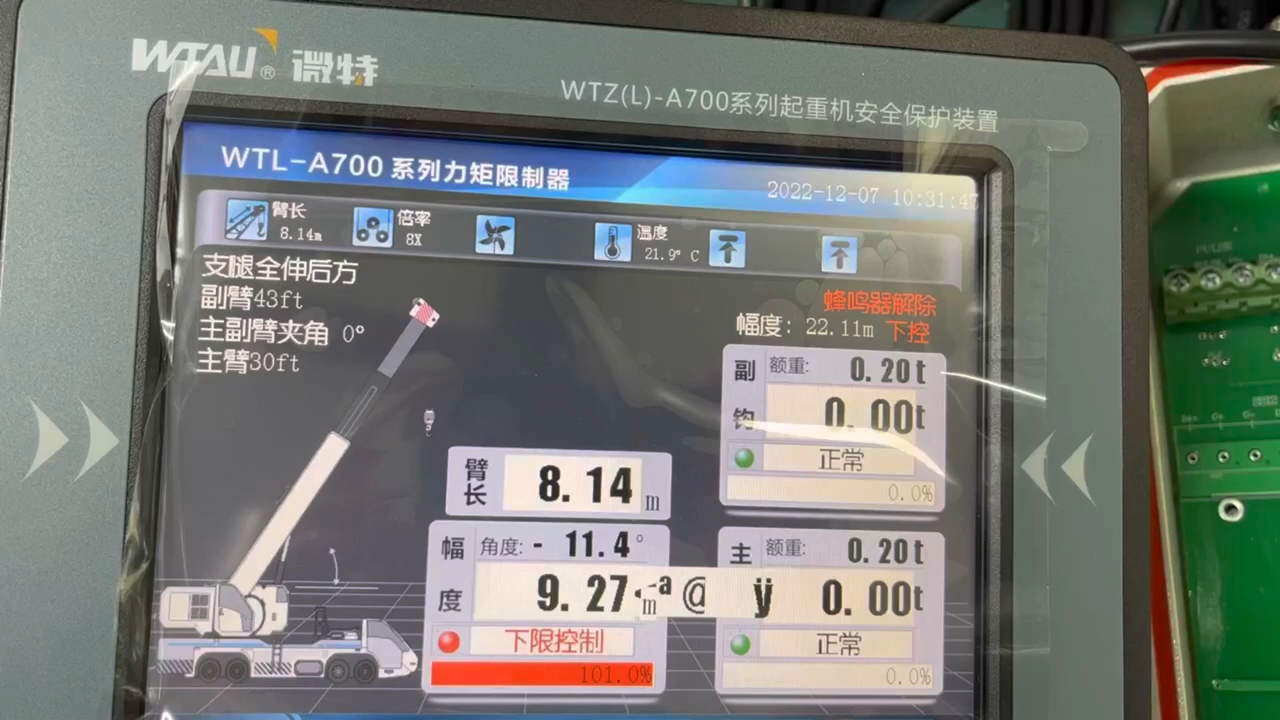 WTAU® 微特
WTZ(L)-A700系列起重机安全保护装置
WTL-A700 系列力矩限制器
2022-12-07 10:31:47
臂长
8.14m
倍率
8X
温度
21.9° C
支腿全伸后方
副臂43ft
主副臂夹角 0°
主臂30ft
蜂鸣器解除
幅度: 22.11m 下控
副钩
额重: 0.20t
0.00t
正常
0.0%
臂长
8.14 m
幅度
角度: - 11.4°
9.27 m
ª @ ÿ
下限控制
101.0%
主
额重: 0.20t
0.00t
正常
0.0%